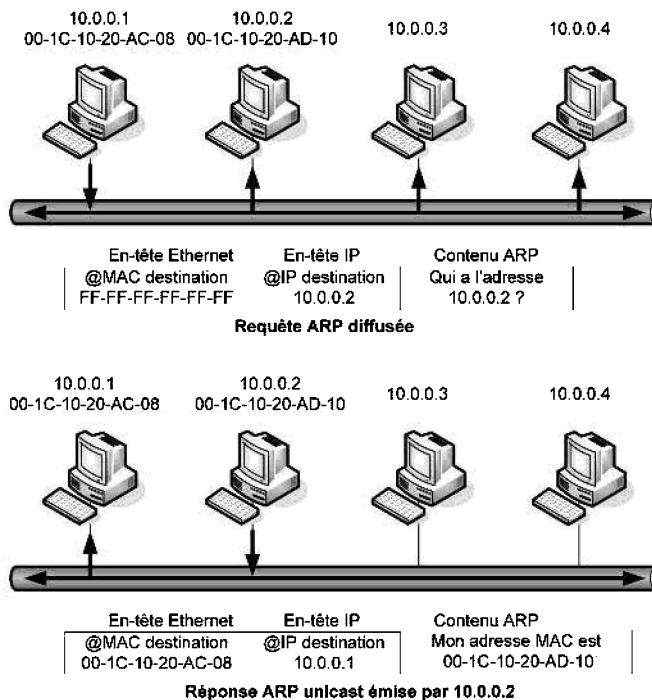 10.0.0.1
00-1C-10-20-AC-08
10.0.0.2
00-1C-10-20-AD-10
10.0.0.3
10.0.0.4
En-tête Ethernet
@MAC destination
FF-FF-FF-FF-FF-FF
En-tête IP
@IP destination
10.0.0.2
Contenu ARP
Qui a l'adresse
10.0.0.2 ?
Requête ARP diffusée
10.0.0.1
00-1C-10-20-AC-08
10.0.0.2
00-1C-10-20-AD-10
10.0.0.3
10.0.0.4
En-tête Ethernet
@MAC destination
00-1C-10-20-AC-08
En-tête IP
@IP destination
10.0.0.1
Contenu ARP
Mon adresse MAC est
00-1C-10-20-AD-10
Réponse ARP unicast émise par 10.0.0.2